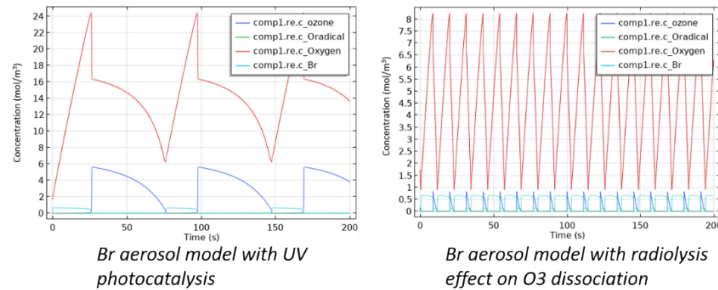 24
22
20
18
16
14
12
10
8
6
4
2
0
Concentration (mol/m³)
comp1.re.c_ozone
comp1.re.c_Oradical
comp1.re.c_Oxygen
comp1.re.c_Br
0 50 100 150 200
Time (s)
Br aerosol model with UV
photocatalysis
8
7.5
7
6.5
6
5.5
5
4.5
4
3.5
3
2.5
2
1.5
1
0.5
0
Concentration (mol/m³)
comp1.re.c_ozone
comp1.re.c_Oradical
comp1.re.c_Oxygen
comp1.re.c_Br
0 50 100 150 200
Time (s)
Br aerosol model with radiolysis
effect on O3 dissociation